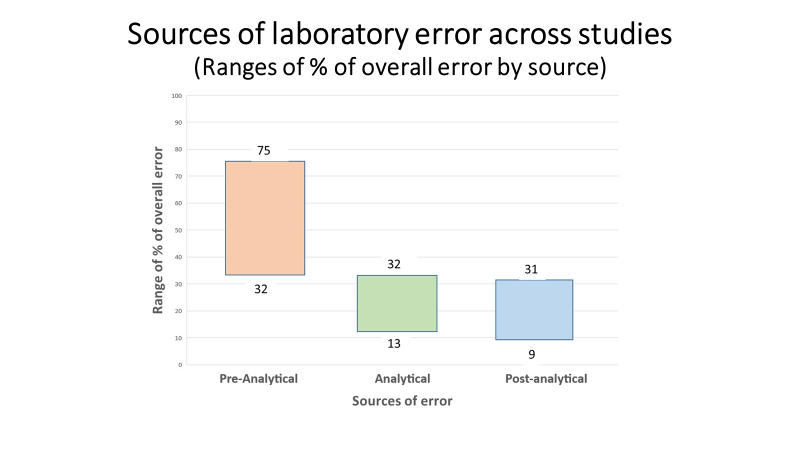 Sources of laboratory error across studies
(Ranges of % of overall error by source)
100
90
80
70
60
50
40
30
20
10
0
Range of % of overall error
75
32
32
13
31
9
Pre-Analytical
Analytical
Post-analytical
Sources of error